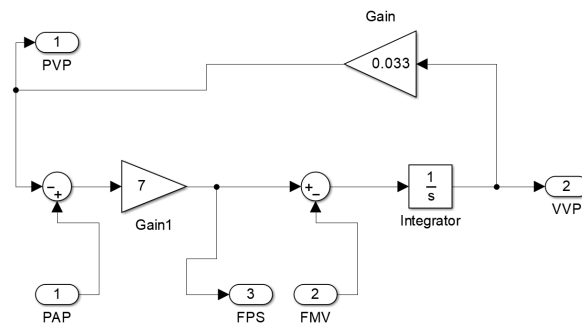 Gain
1
PVP
0.033
7
Gain1
1
s
Integrator
2
VVP
1
PAP
3
FPS
2
FMV